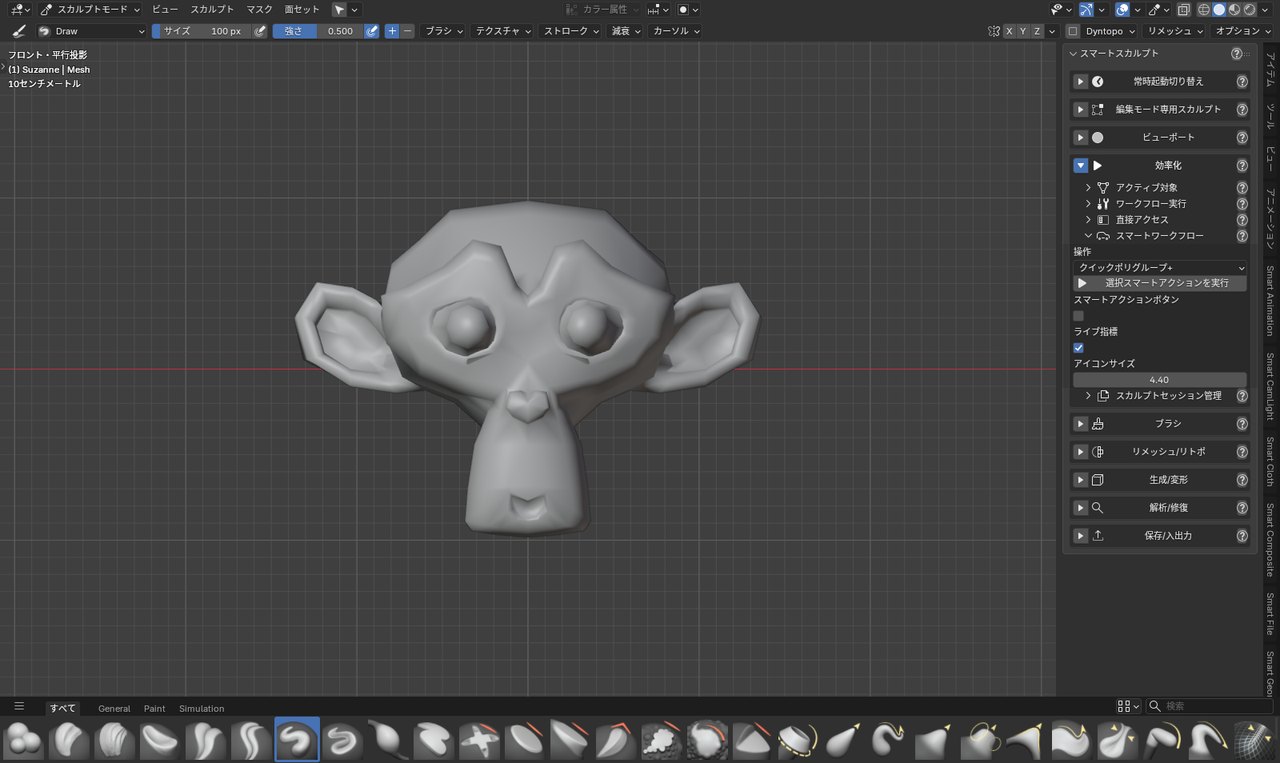 スカルプトモード ビュー スカルプト マスク 面セット カラー属性
Draw サイズ 100 px 強さ 0.500 ブラシ テクスチャ ストローク 減衰 カーソル X Y Z Dyntopo リメッシュ オプション
フロント・平行投影
(1) Suzanne | Mesh
10センチメートル
スマートスカルプト
常時起動切り替え
編集モード専用スカルプト
ビューポート
効率化
アクティブ対象
ワークフロー実行
直接アクセス
スマートワークフロー
操作
クイックポリグループ+
選択スマートアクションを実行
スマートアクションボタン
ライブ指標
アイコンサイズ
4.40
スカルプトセッション管理
ブラシ
リメッシュ/リトポ
生成/変形
解析/修復
保存/入出力
アイテム
ツール
ビュー
アニメーション
Smart Animation
Smart CamLight
Smart Cloth
Smart Composite
Smart File
Smart Geo
すべて General Paint Simulation 検索